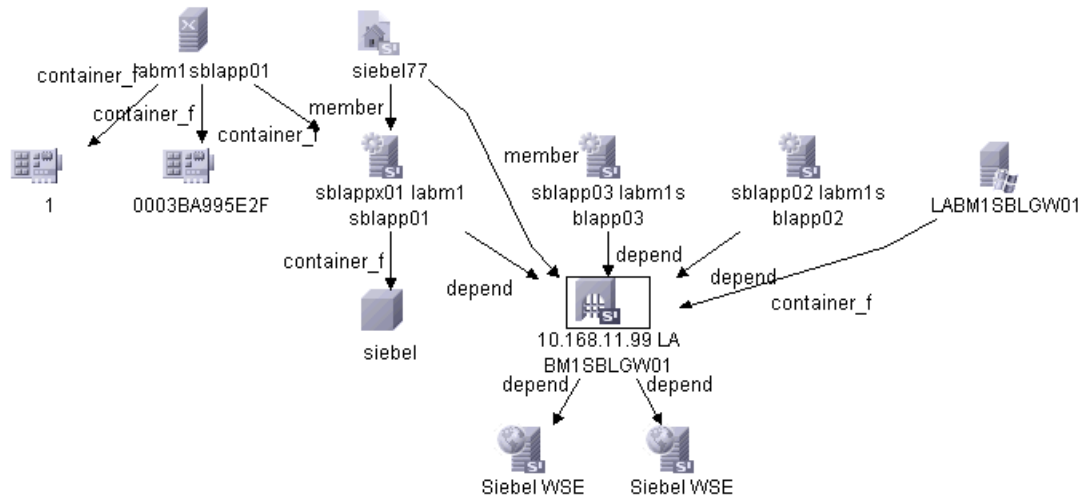 labm1sblapp01
siebel77
container_f
container_f
container_f
member
1
0003BA995E2F
sblappx01 labm1
sblapp01
member
sblapp03 labm1s
blapp03
sblapp02 labm1s
blapp02
LABM1SBLGW01
container_f
depend
depend
depend
container_f
siebel
10.168.11.99 LA
BM1SBLGW01
depend
depend
Siebel WSE
Siebel WSE